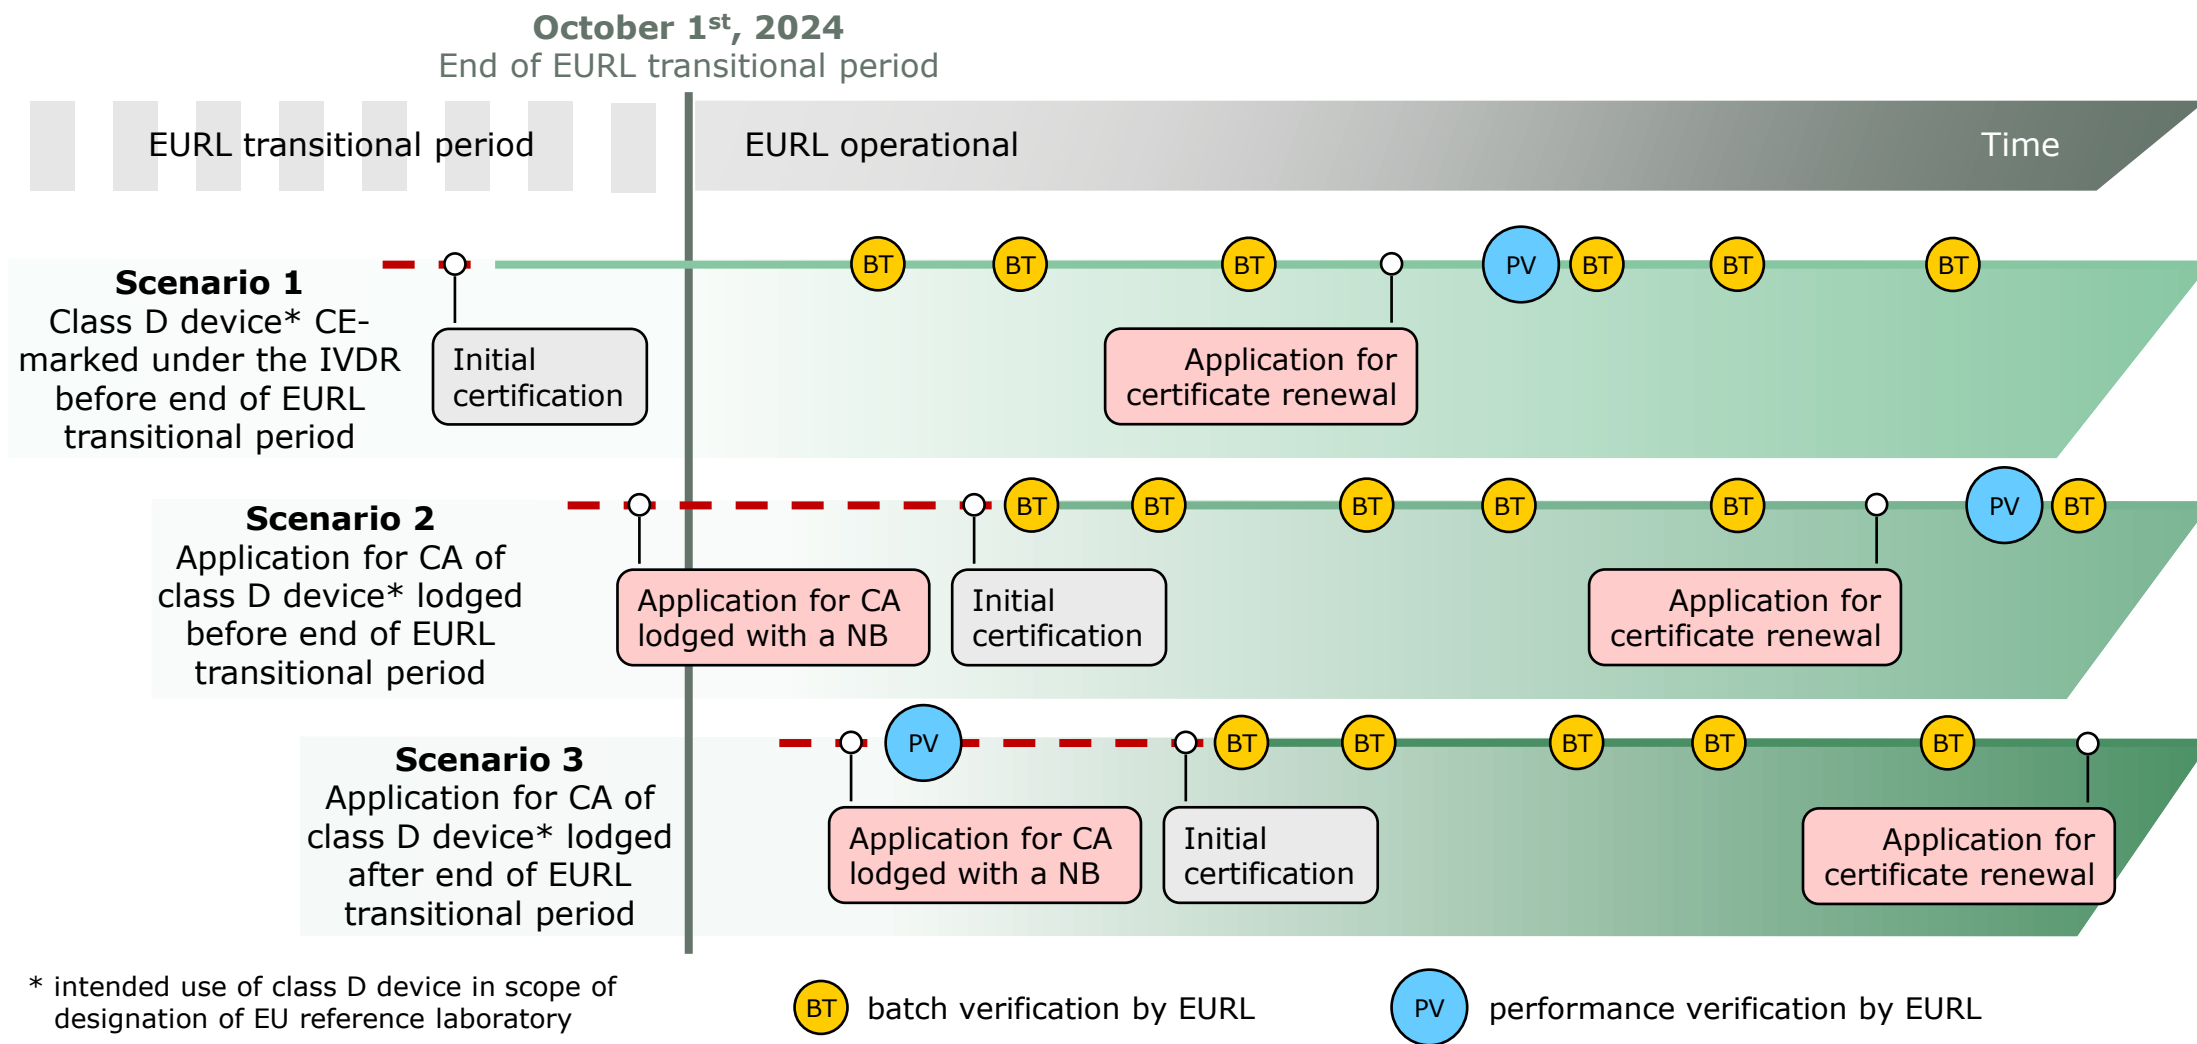 October 1st, 2024
End of EURL transitional period
EURL transitional period
EURL operational
Time
Scenario 1
Class D device* CE-
marked under the IVDR
before end of EURL
transitional period
BT
BT
BT
PV
BT
BT
BT
Initial
certification
Application for
certificate renewal
Scenario 2
Application for CA of
class D device* lodged
before end of EURL
transitional period
BT
BT
BT
BT
BT
PV
BT
Application for CA
lodged with a NB
Initial
certification
Application for
certificate renewal
Scenario 3
Application for CA of
class D device* lodged
after end of EURL
transitional period
PV
BT
BT
BT
BT
BT
Application for CA
lodged with a NB
Initial
certification
Application for
certificate renewal
* intended use of class D device in scope of
designation of EU reference laboratory
BT
batch verification by EURL
PV
performance verification by EURL